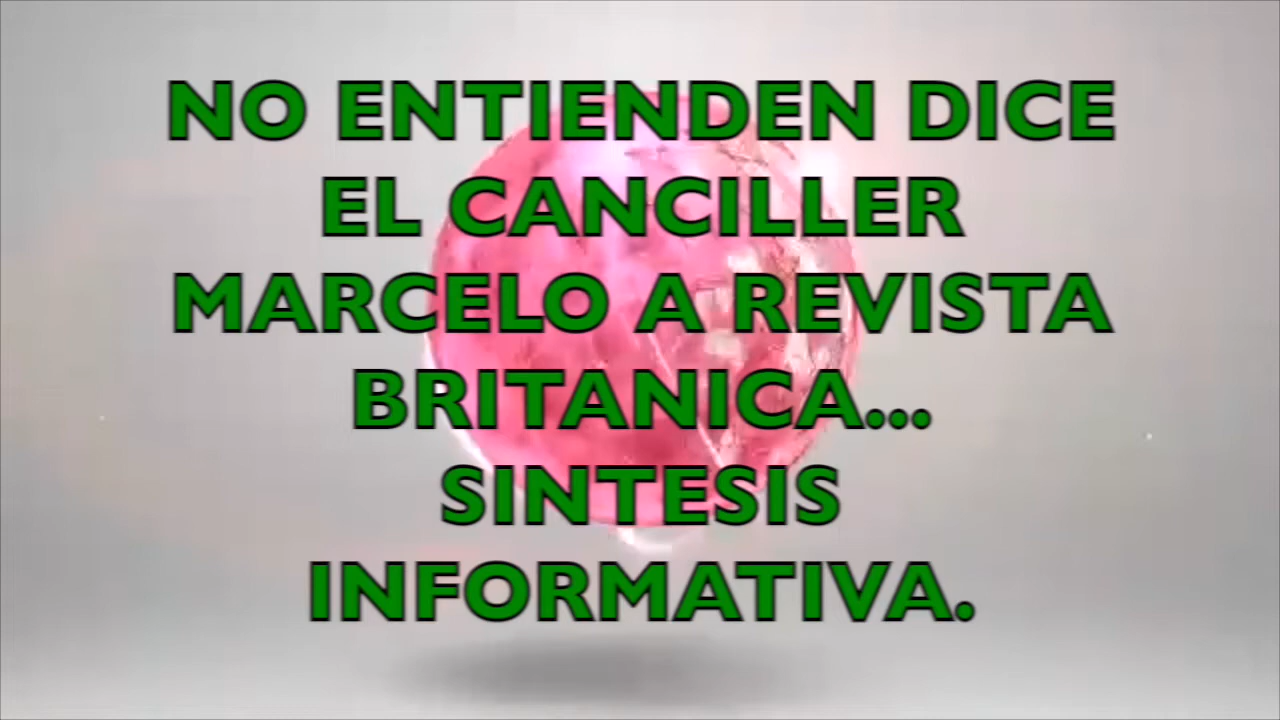 NO ENTIENDEN DICE
EL CANCILLER
MARCELO A REVISTA
BRITANICA...
SINTESIS
INFORMATIVA.